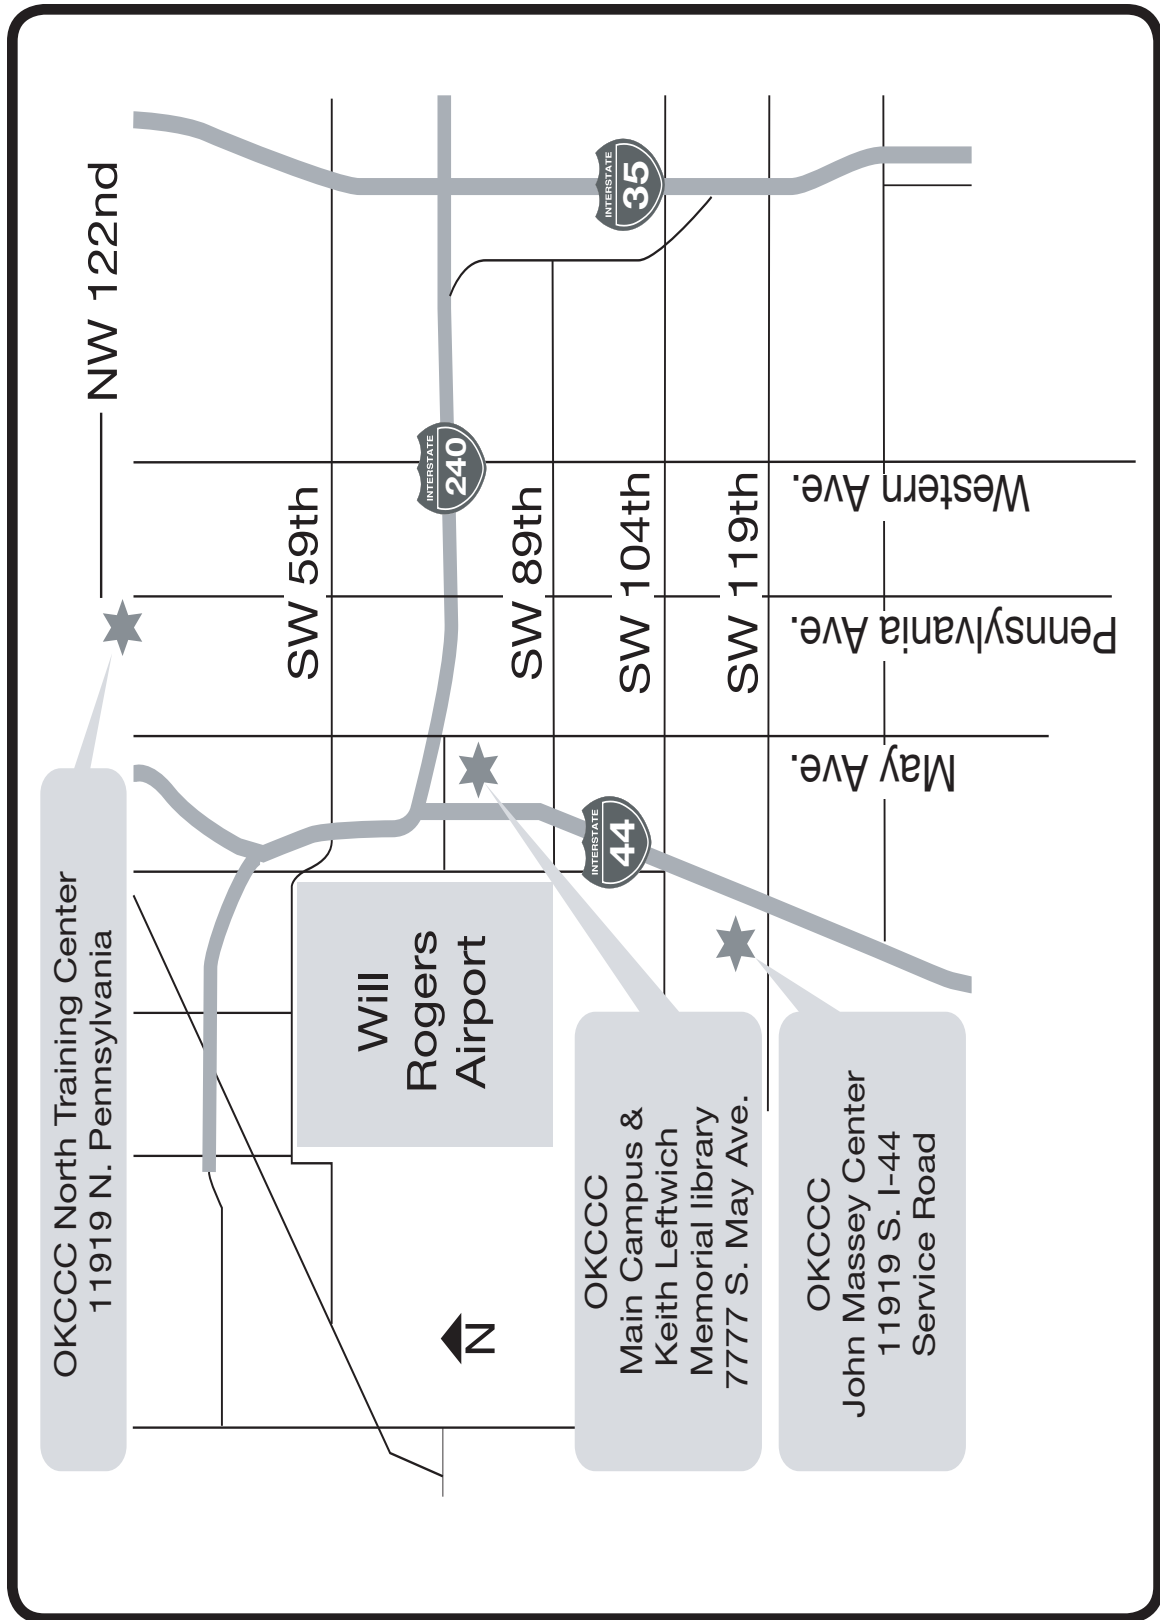 OKCCC North Training Center
11919 N. Pennsylvania
NW 122nd
SW 59th
INTERSTATE
240
SW 89th
SW 104th
SW 119th
INTERSTATE
35
INTERSTATE
44
Western Ave.
Pennsylvania Ave.
May Ave.
Will
Rogers
Airport
N
OKCCC
Main Campus &
Keith Leftwich
Memorial library
7777 S. May Ave.
OKCCC
John Massey Center
11919 S. I-44
Service Road